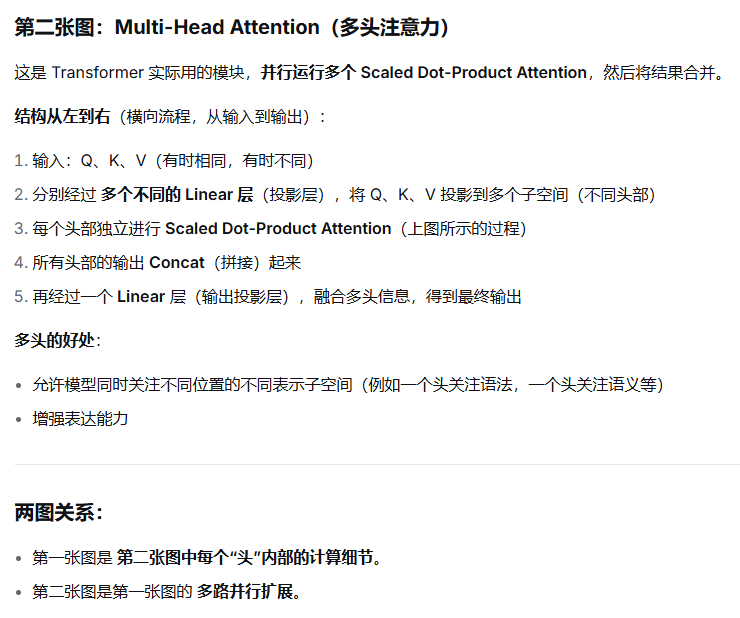 第二张图：Multi-Head Attention（多头注意力）
这是 Transformer 实际用的模块，并行运行多个 Scaled Dot-Product Attention，然后将结果合并。
结构从左到右（横向流程，从输入到输出）：
1. 输入：Q、K、V（有时相同，有时不同）
2. 分别经过 多个不同的 Linear 层（投影层），将 Q、K、V 投影到多个子空间（不同头部）
3. 每个头部独立进行 Scaled Dot-Product Attention（上图所示的过程）
4. 所有头部的输出 Concat（拼接）起来
5. 再经过一个 Linear 层（输出投影层），融合多头信息，得到最终输出
多头的好处：
• 允许模型同时关注不同位置的不同表示子空间（例如一个头关注语法，一个头关注语义等）
• 增强表达能力
两图关系：
• 第一张图是 第二张图中每个“头”内部的计算细节。
• 第二张图是第一张图的 多路并行扩展。